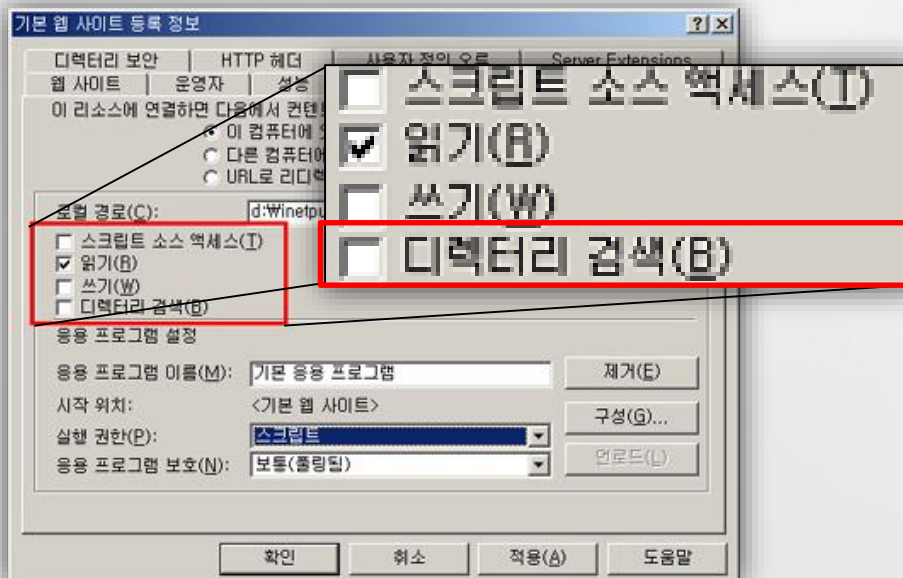 기본 웹 사이트 등록 정보
디렉터리 보안 HTTP 헤더 사용자 정의 오류 Server Extensions
웹 사이트 운영자 성능
이 리소스에 연결하면 다음에서 컨텐트
이 컴퓨터에
다른 컴퓨터에
URL로 리디렉
로컬 경로(C): d:\inetpu
스크립트 소스 액세스(T)
읽기(R)
쓰기(W)
디렉터리 검색(B)
스크립트 소스 액세스(T)
읽기(R)
쓰기(W)
디렉터리 검색(B)
응용 프로그램 설정
응용 프로그램 이름(M): 기본 응용 프로그램 제거(E)
시작 위치: <기본 웹 사이트>
구성(G)...
실행 권한(P): 스크립트
응용 프로그램 보호(N): 보통(풀링됨) 언로드(L)
확인 취소 적용(A) 도움말